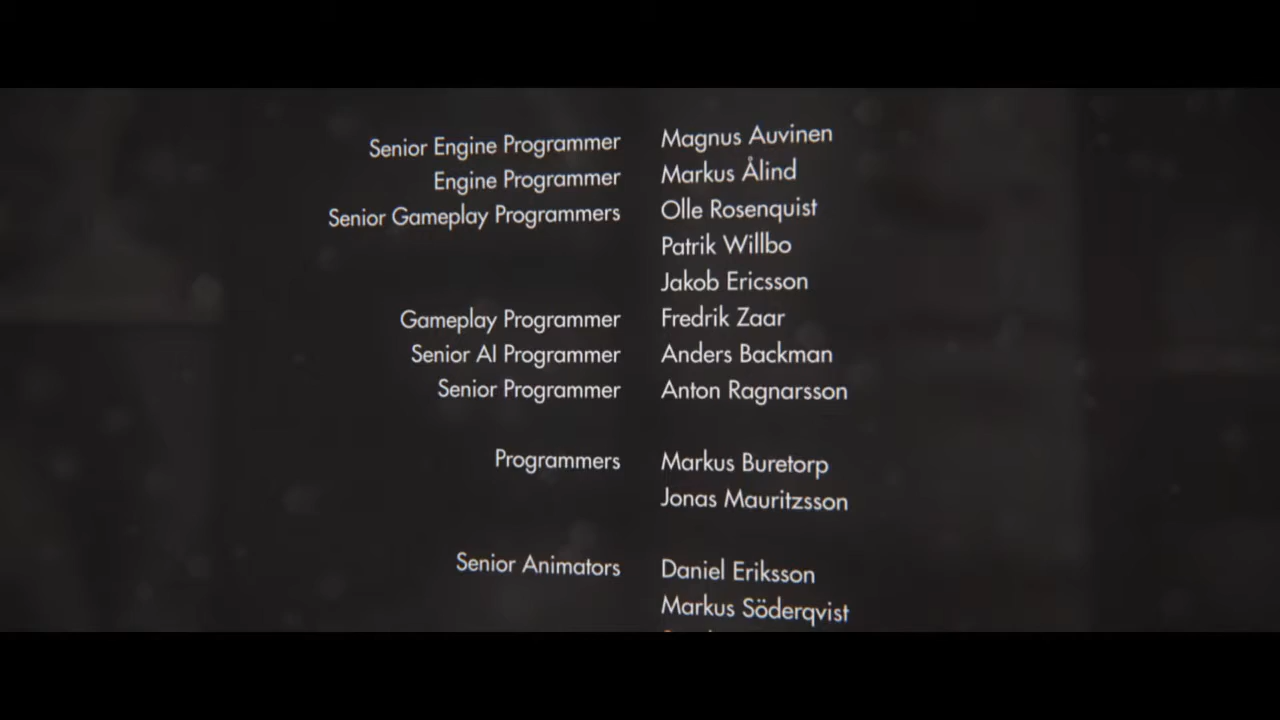 Senior Engine Programmer Magnus Auvinen
Engine Programmer Markus Ålind
Senior Gameplay Programmers Olle Rosenquist
Patrik Willbo
Jakob Ericsson
Gameplay Programmer Fredrik Zaar
Senior AI Programmer Anders Backman
Senior Programmer Anton Ragnarsson
Programmers Markus Buretorp
Jonas Mauritzsson
Senior Animators Daniel Eriksson
Markus Söderqvist